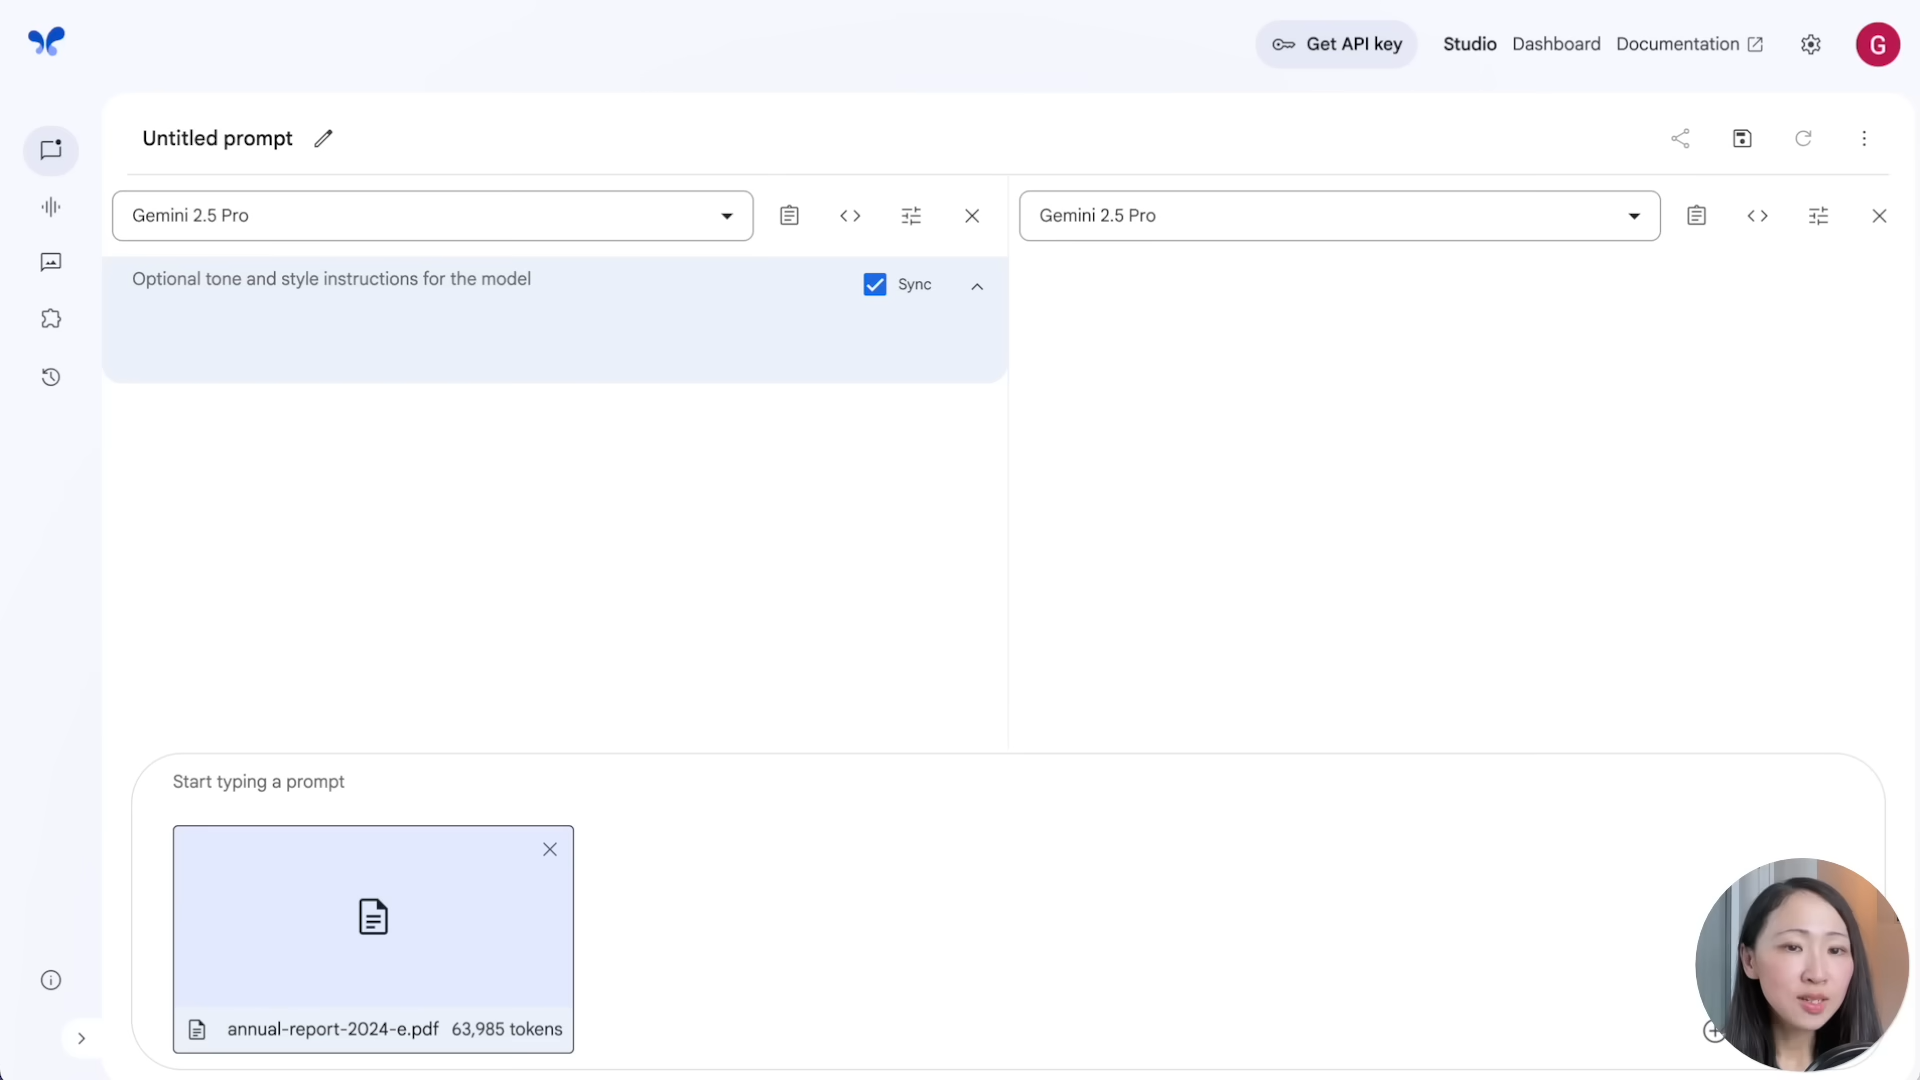 Get API key
Studio
Dashboard
Documentation
G
Untitled prompt
Gemini 2.5 Pro
Gemini 2.5 Pro
Optional tone and style instructions for the model
Sync
Start typing a prompt
annual-report-2024-e.pdf 63,985 tokens